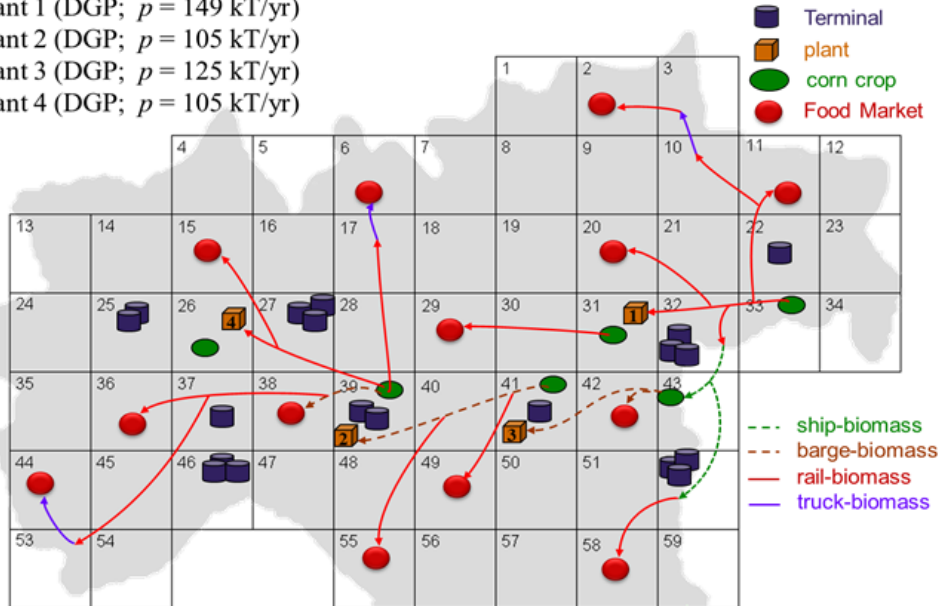 ant 1 (DGP; p = 149 kT/yr)
ant 2 (DGP; p = 105 kT/yr)
ant 3 (DGP; p = 125 kT/yr)
ant 4 (DGP; p = 105 kT/yr)
Terminal
plant
corn crop
Food Market
1 2 3
4 5 6 7 8 9 10 11 12
13 14 15 16 17 18 19 20 21 22 23
24 25 26 27 28 29 30 31 32 33 34
4 1
35 36 37 38 39 40 41 42 43
2 3
44 45 46 47 48 49 50 51
53 54 55 56 57 58 59
ship-biomass
barge-biomass
rail-biomass
truck-biomass